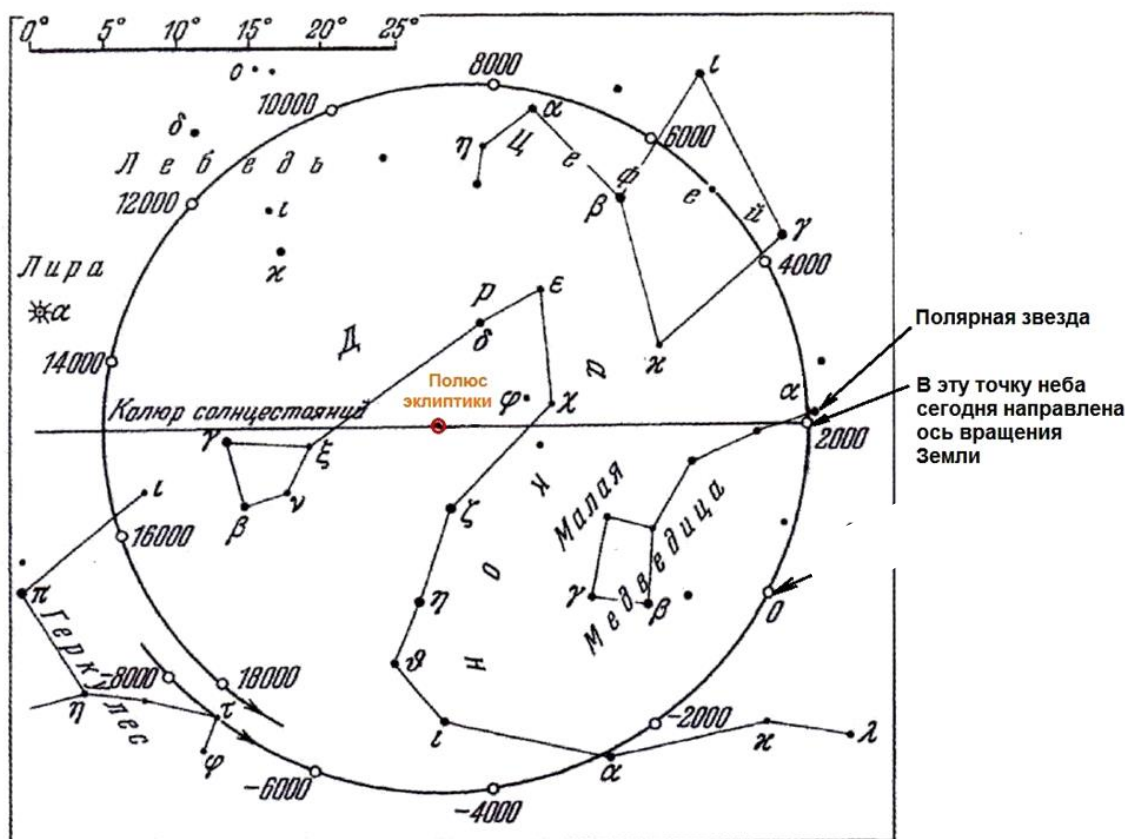 0° 5° 10° 15° 20° 25°
ο
8000
ι
10000
α
δ
η
Ц е ф е й
6000
Лебедь
β
12000
ι
γ
κ
4000
Лира
α
ε
ρ
δ
κ
14000
Д Р А К О Н
Полярная звезда
Полюс
эклиптики
φ
χ
α
В эту точку неба
сегодня направлена
ось вращения
Земли
Колюр солнцестояний
2000
γ
ξ
ι
β
ν
ζ
Малая
Медведица
16000
π
η
γ
β
0
Геркулес
ϑ
-8000
18000
η
τ
ι
-2000
κ
λ
φ
α
-6000
-4000